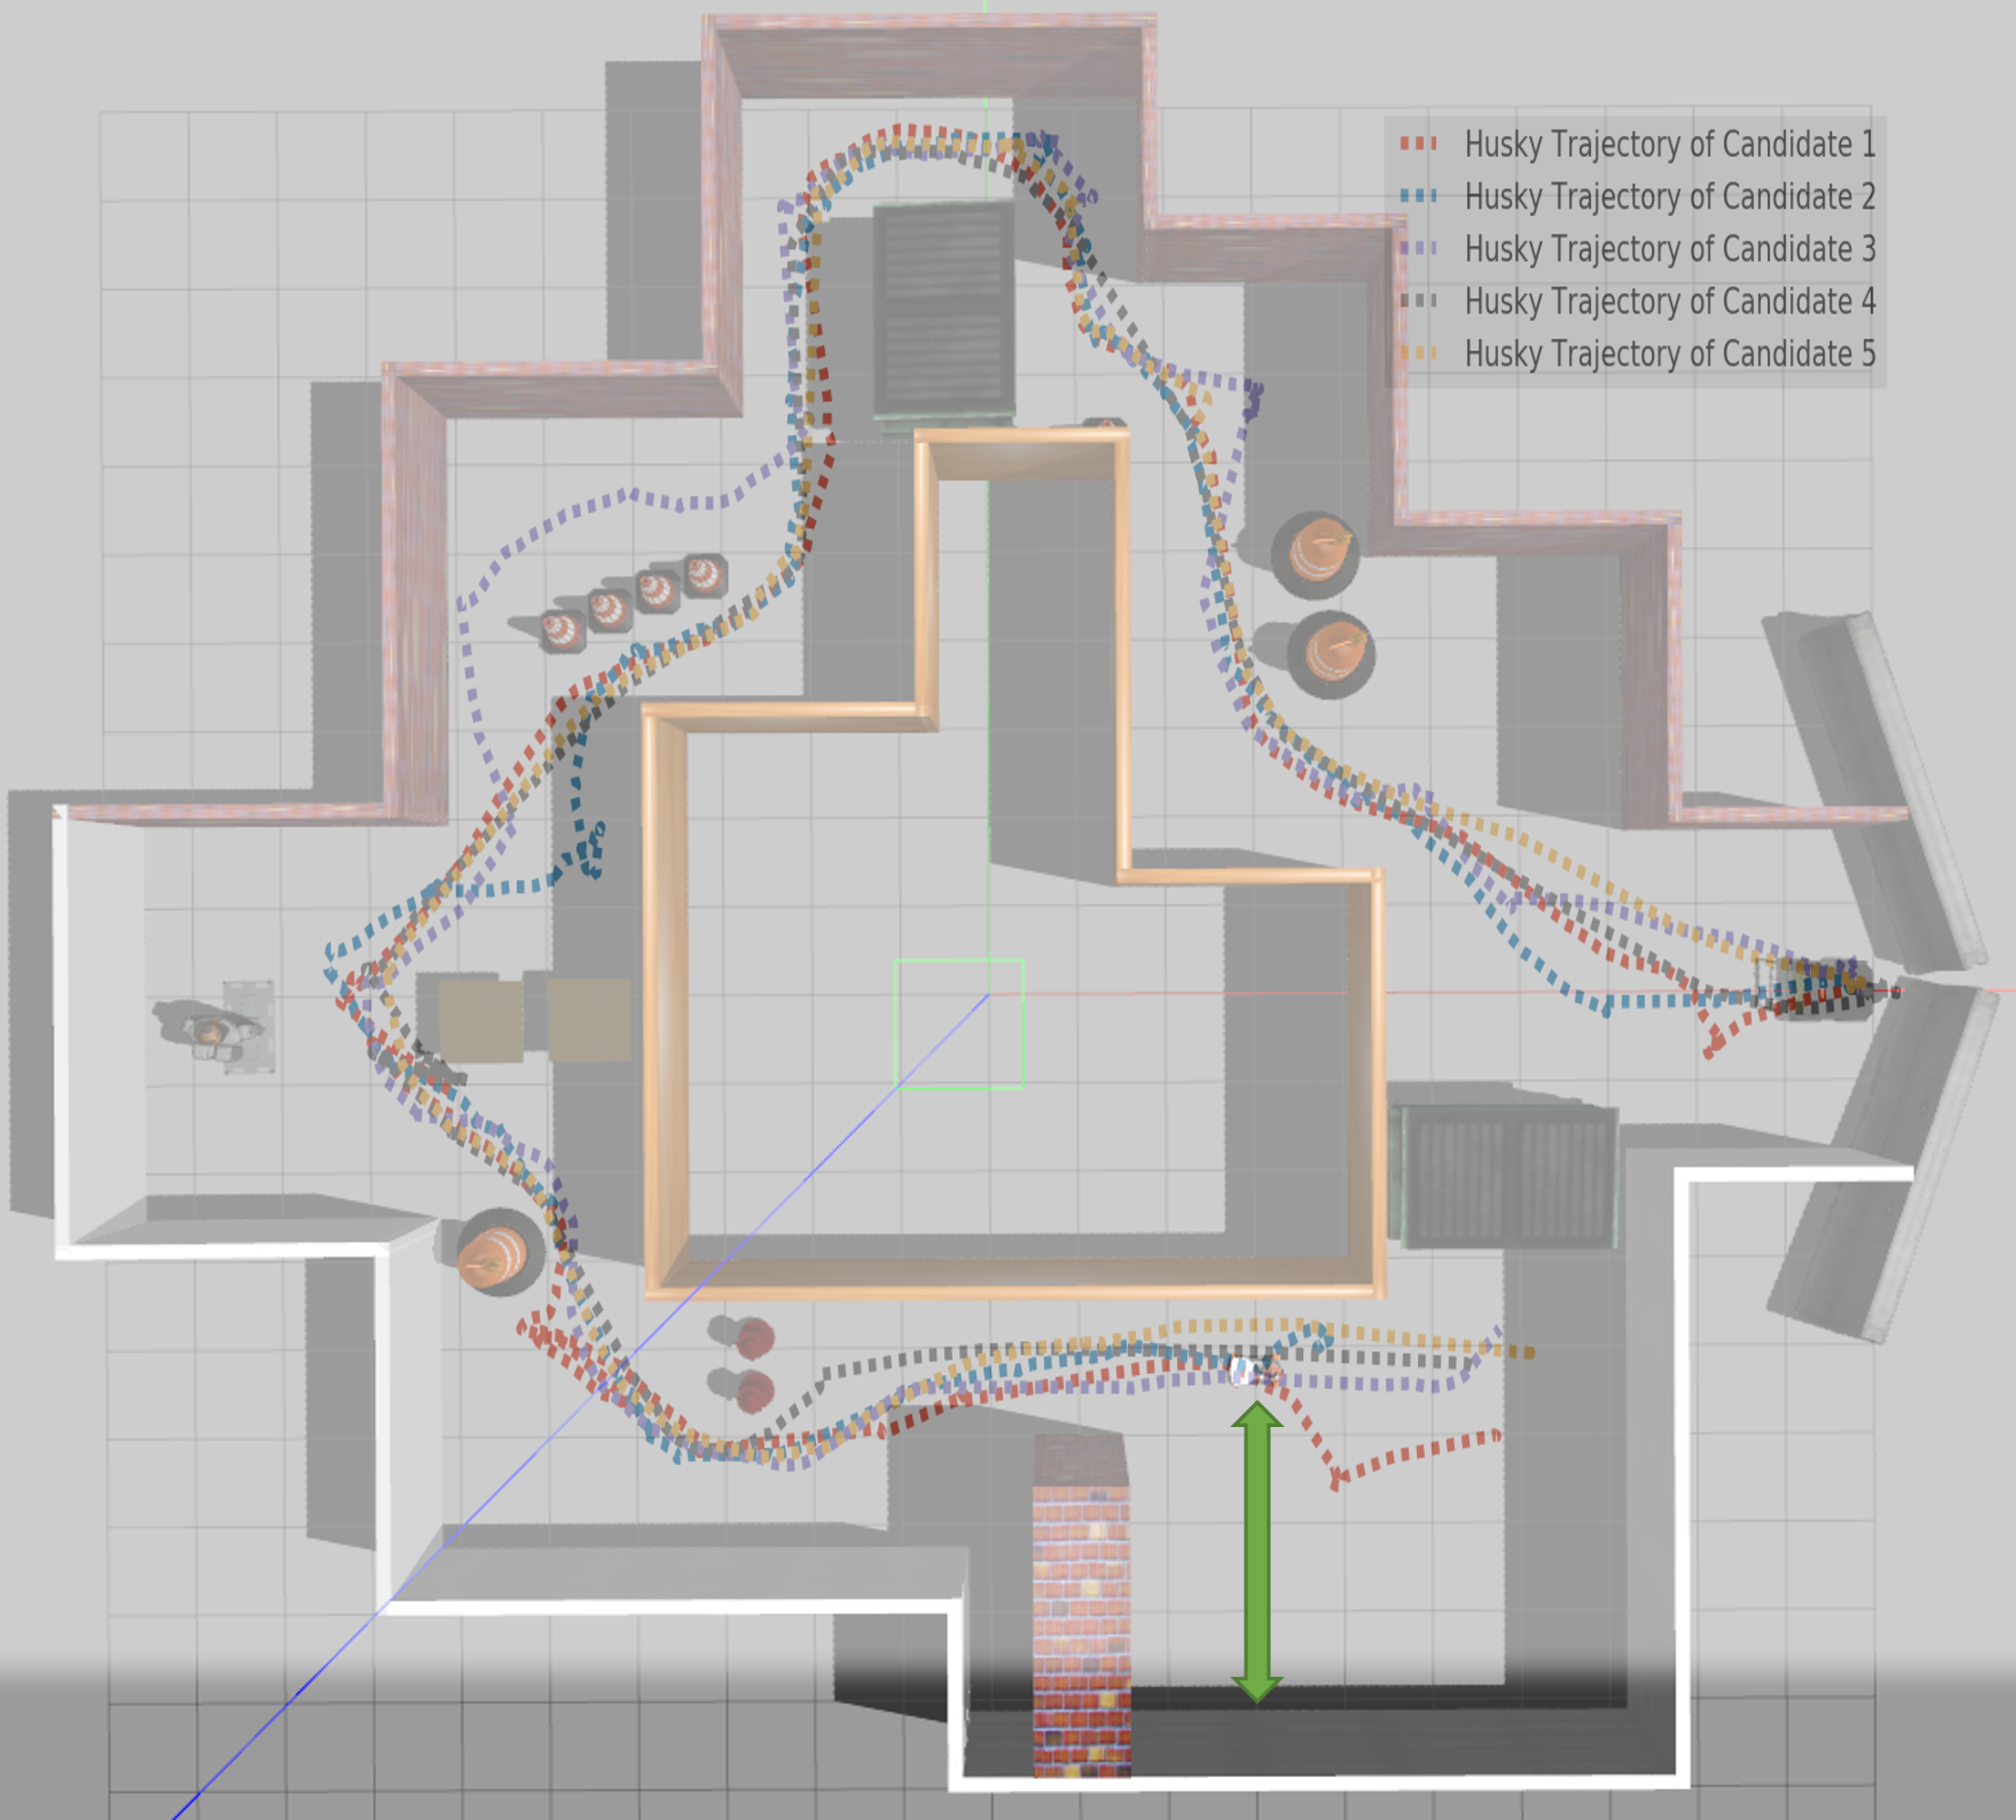 Husky Trajectory of Candidate 1
Husky Trajectory of Candidate 2
Husky Trajectory of Candidate 3
Husky Trajectory of Candidate 4
Husky Trajectory of Candidate 5